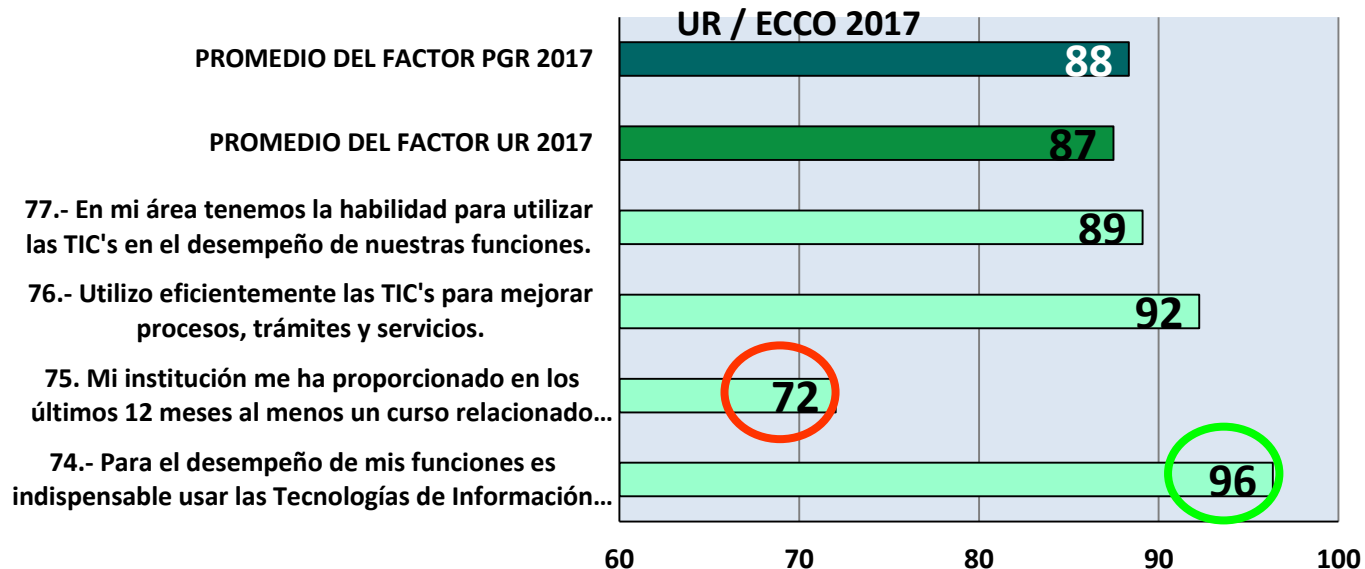 UR / ECCO 2017
PROMEDIO DEL FACTOR PGR 2017
88
PROMEDIO DEL FACTOR UR 2017
87
77.- En mi área tenemos la habilidad para utilizar
las TIC's en el desempeño de nuestras funciones.
89
76.- Utilizo eficientemente las TIC's para mejorar
procesos, trámites y servicios.
92
75. Mi institución me ha proporcionado en los
últimos 12 meses al menos un curso relacionado...
72
74.- Para el desempeño de mis funciones es
indispensable usar las Tecnologías de Información...
96
60 70 80 90 100